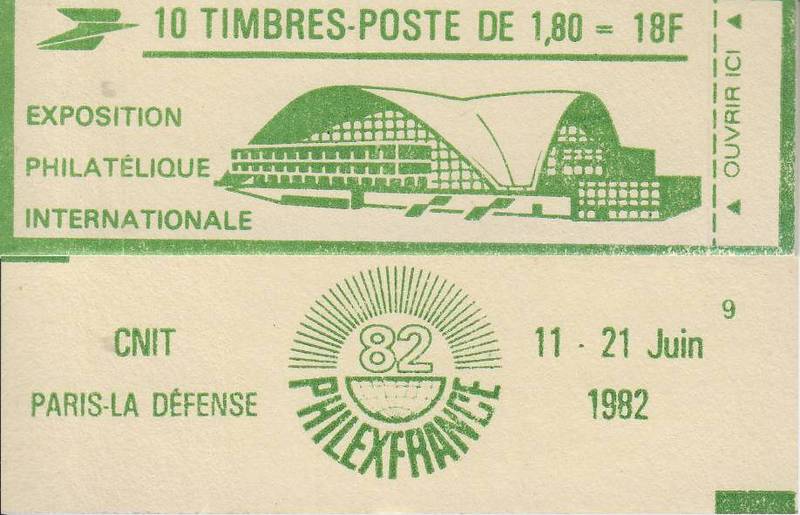 10 TIMBRES-POSTE DE 1,80 = 18F
EXPOSITION
PHILATÉLIQUE
INTERNATIONALE
OUVRIR ICI
CNIT
PARIS-LA DÉFENSE
82
PHILEXFRANCE
9
11 - 21 Juin
1982